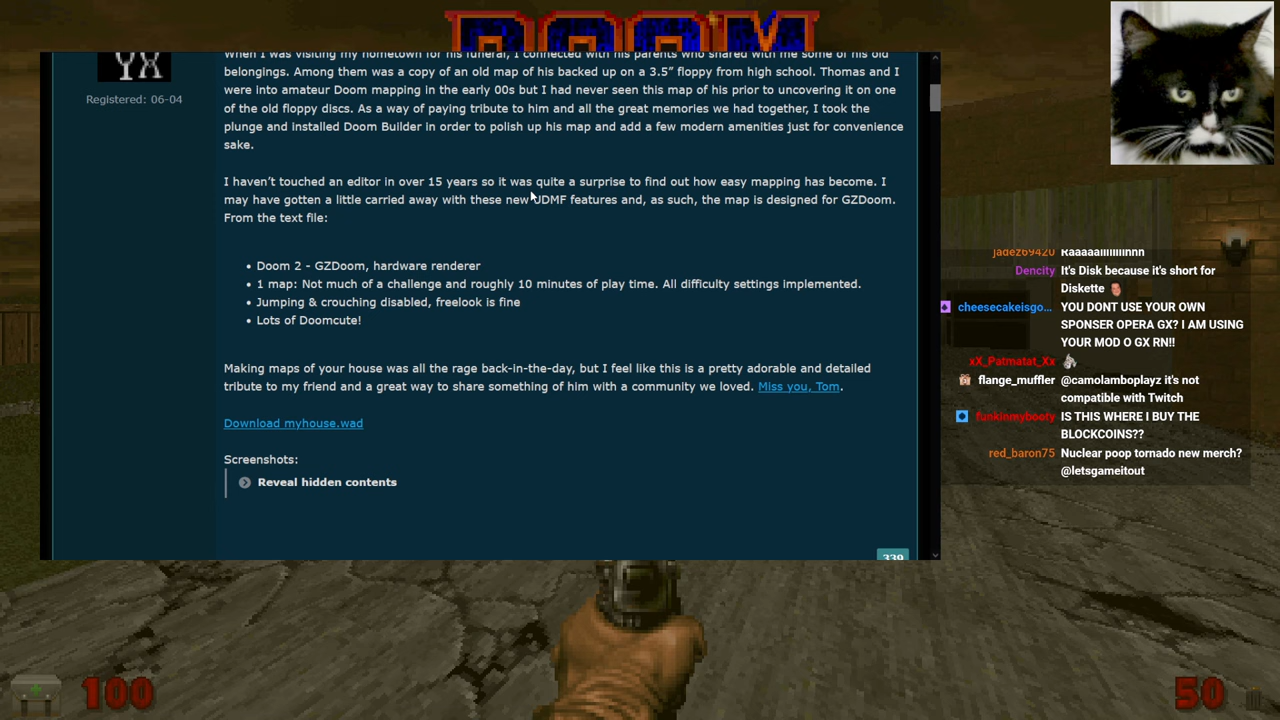 DOOM
YX
Registered: 06-04
When I was visiting my hometown for his funeral, I connected with his parents who shared with me some of his old
belongings. Among them was a copy of an old map of his backed up on a 3.5” floppy from high school. Thomas and I
were into amateur Doom mapping in the early 00s but I had never seen this map of his prior to uncovering it on one
of the old floppy discs. As a way of paying tribute to him and all the great memories we had together, I took the
plunge and installed Doom Builder in order to polish up his map and add a few modern amenities just for convenience
sake.
I haven’t touched an editor in over 15 years so it was quite a surprise to find out how easy mapping has become. I
may have gotten a little carried away with these new UDMF features and, as such, the map is designed for GZDoom.
From the text file:
• Doom 2 - GZDoom, hardware renderer
• 1 map: Not much of a challenge and roughly 10 minutes of play time. All difficulty settings implemented.
• Jumping & crouching disabled, freelook is fine
• Lots of Doomcute!
Making maps of your house was all the rage back-in-the-day, but I feel like this is a pretty adorable and detailed
tribute to my friend and a great way to share something of him with a community we loved. Miss you, Tom.
Download myhouse.wad
Screenshots:
Reveal hidden contents
339
jadez69420 Raaaaaiiiiiiinnn
Dencity It's Disk because it's short for
Diskette
cheesecakeisgo... YOU DONT USE YOUR OWN
SPONSER OPERA GX? I AM USING
YOUR MOD O GX RN!!
xX_Patmatat_Xx
flange_muffler @camolamboplayz it's not
compatible with Twitch
funkinmybooty IS THIS WHERE I BUY THE
BLOCKCOINS??
red_baron75 Nuclear poop tornado new merch?
@letsgameitout
100
50